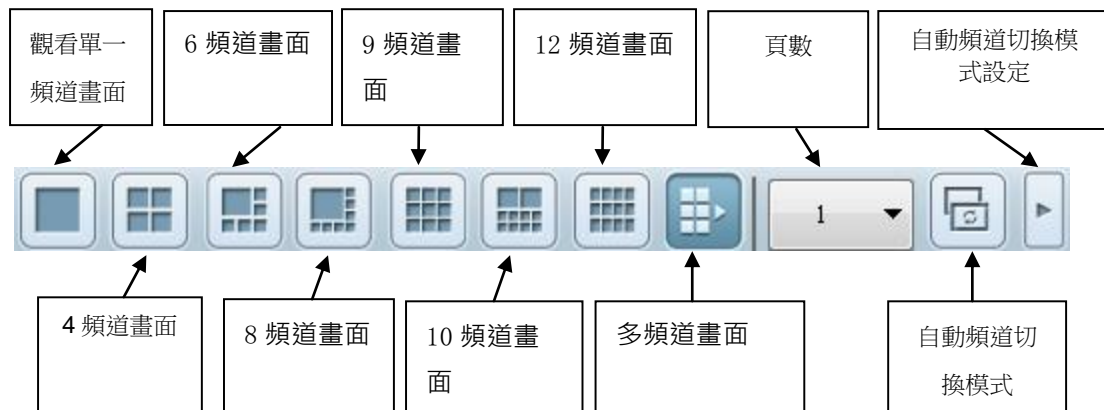 觀看單一
頻道畫面
6 頻道畫面
9 頻道畫
面
12 頻道畫面
頁數
自動頻道切換模
式設定
1
4 頻道畫面
8 頻道畫面
10 頻道畫
面
多頻道畫面
自動頻道切
換模式